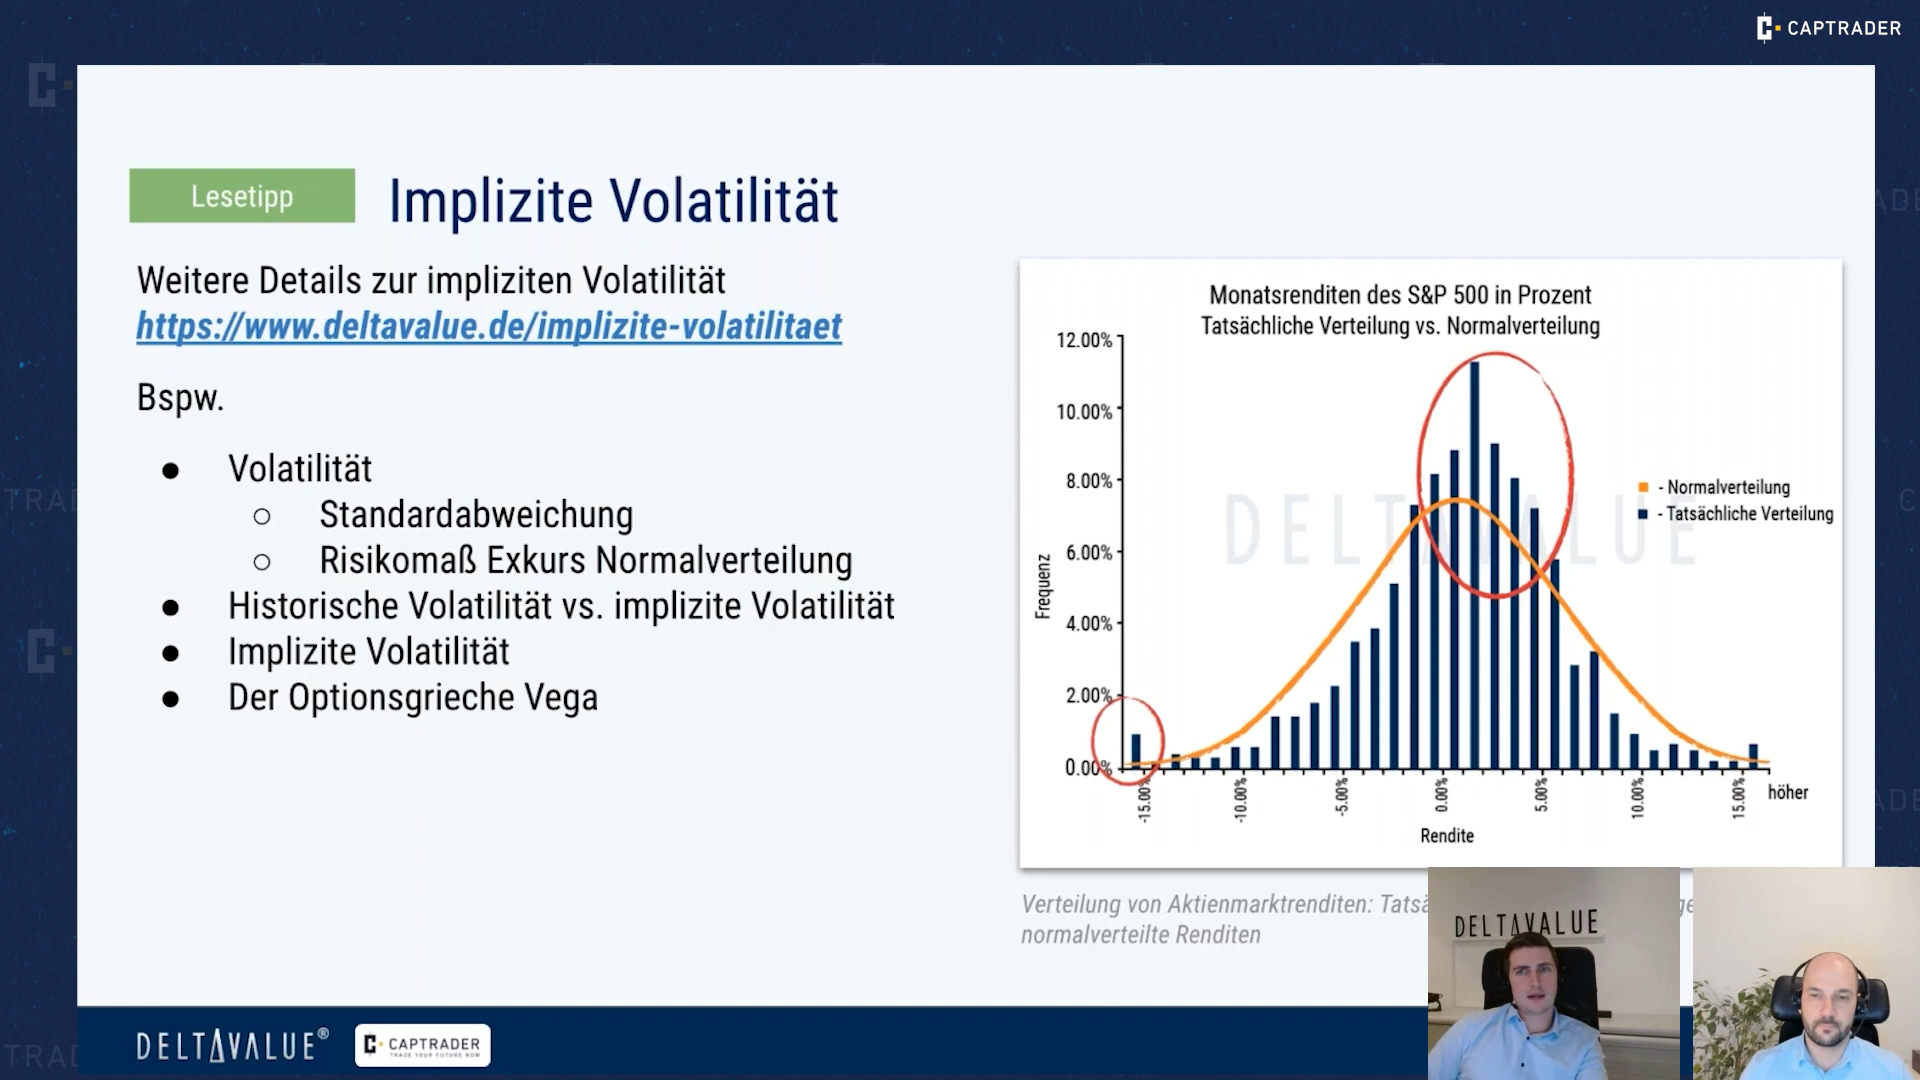 CAPTRADER
Lesetipp
Implizite Volatilität
Weitere Details zur impliziten Volatilität
https://www.deltavalue.de/implizite-volatilitaet
Bspw.
● Volatilität
○ Standardabweichung
○ Risikomaß Exkurs Normalverteilung
● Historische Volatilität vs. implizite Volatilität
● Implizite Volatilität
● Der Optionsgrieche Vega
Monatsrenditen des S&P 500 in Prozent
Tatsächliche Verteilung vs. Normalverteilung
12.00%
10.00%
8.00%
6.00%
4.00%
2.00%
0.00%
Frequenz
DELTAVALUE
- Normalverteilung
- Tatsächliche Verteilung
-15.00%
-10.00%
-5.00%
0.00%
5.00%
10.00%
15.00%
höher
Rendite
Verteilung von Aktienmarktrenditen:
normalverteilte Renditen
DELTAVALUE
DELTAVALUE®
CAPTRADER
TRADE YOUR FUTURE NOW